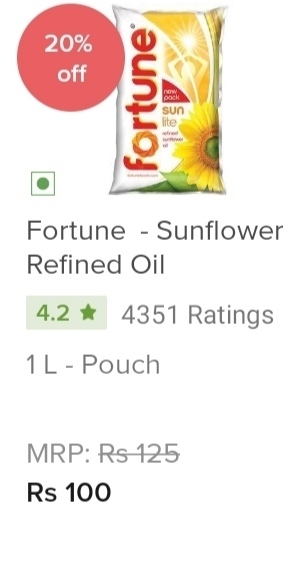 20%
off
fortune
new
pack
sun
lite
refined
sunflower
oil
Fortune - Sunflower
Refined Oil
4.2 ★ 4351 Ratings
1 L - Pouch
MRP: Rs 125
Rs 100